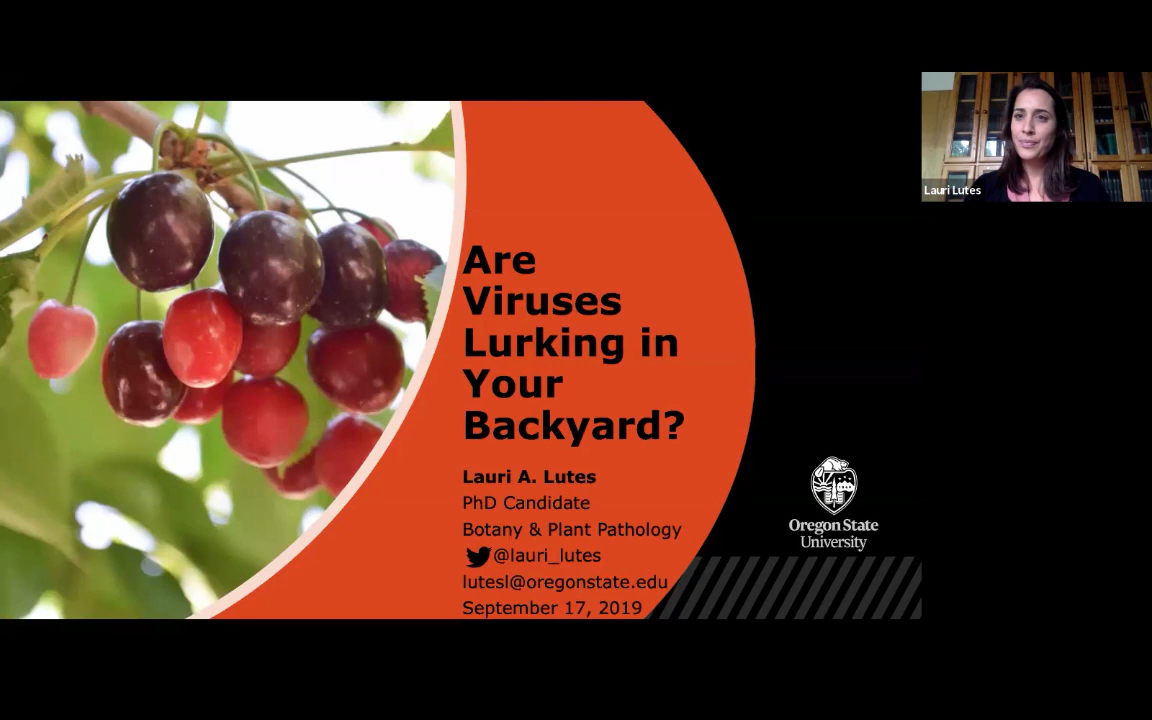 Are
Viruses
Lurking in
Your
Backyard?
Lauri A. Lutes
PhD Candidate
Botany & Plant Pathology
@lauri_lutes
lutesl@oregonstate.edu
September 17, 2019
Oregon State
University
Lauri Lutes